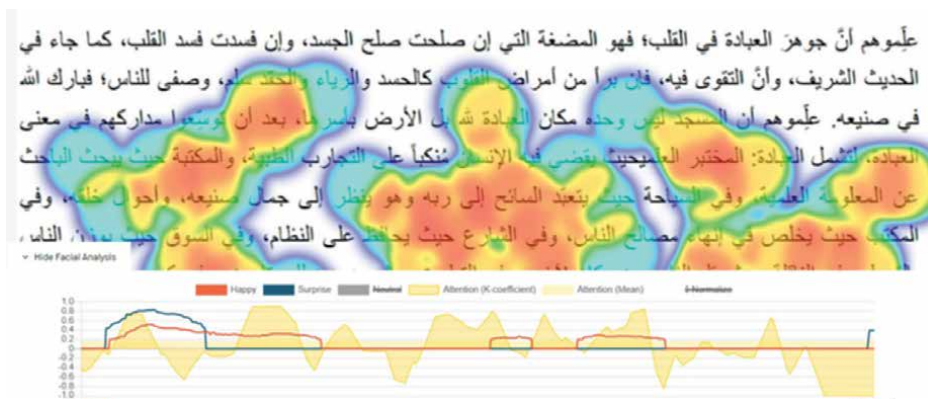 علِّموهم أنَّ جوهرَ العبادة في القلب؛ فهو المضغة التي إن صلحت صلح الجسد، وإن فسدت فسد القلب، كما جاء في
الحديث الشريف، وأنَّ التقوى فيه، فإن برأ من أمراض القلوب كالحسد والرياء والحقد سلم، وصفى للناس؛ فبارك الله
في صنيعه. علِّموهم أن المسجد ليس وحده مكان العبادة بل الأرض بأسرها، بعد أن توسِّعوا مداركهم في معنى
العبادة، لتشمل العبادة: المختبر العلميحيث يقضي فيه الإنسان مُنكباً على التجارب الطبية، والمكتبة حيث يبحث الباحث
عن المعلومة العلمية، وفي السياحة حيث يتعبّد السائح إلى ربه وهو ينظر إلى جمال صنيعه، وأحوال خلقه، وفي
المكتب حيث يخلص في إنهاء مصالح الناس، وفي الشارع حيث يحافظ على النظام، وفي السوق حيث يوزن الناس
Hide Facial Analysis
Happy Surprise Neutral Attention (K-coefficient) Attention (Mean) Normalize
1.0
0.8
0.6
0.4
0.2
0
-0.2
-0.4
-0.6
-0.8
-1.0